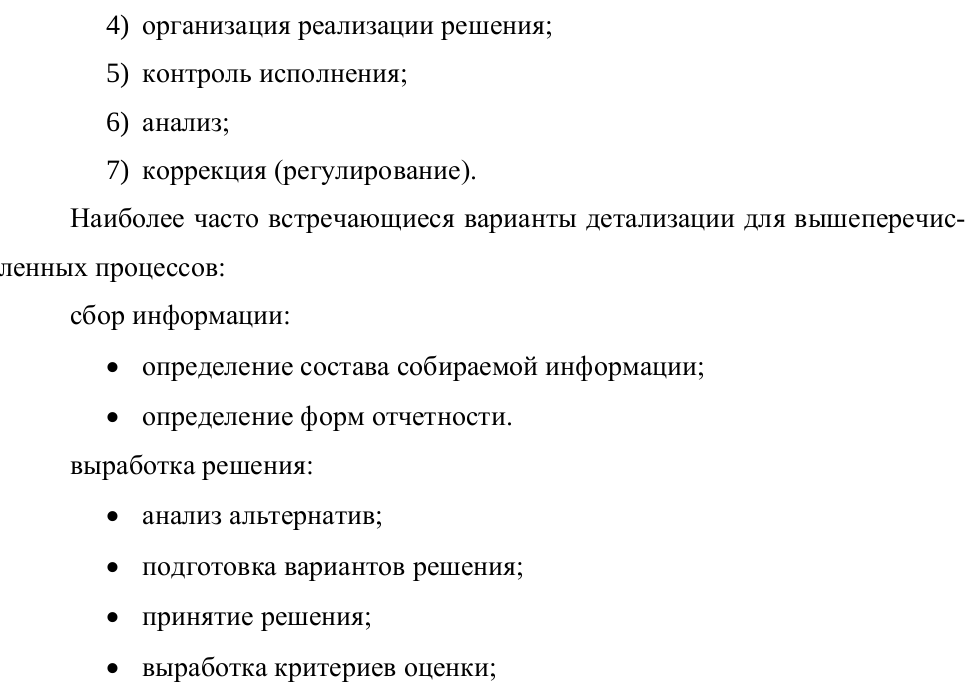 4) организация реализации решения;
5) контроль исполнения;
6) анализ;
7) коррекция (регулирование).
Наиболее часто встречающиеся варианты детализации для вышеперечис-
ленных процессов:
сбор информации:
• определение состава собираемой информации;
• определение форм отчетности.
выработка решения:
• анализ альтернатив;
• подготовка вариантов решения;
• принятие решения;
• выработка критериев оценки;